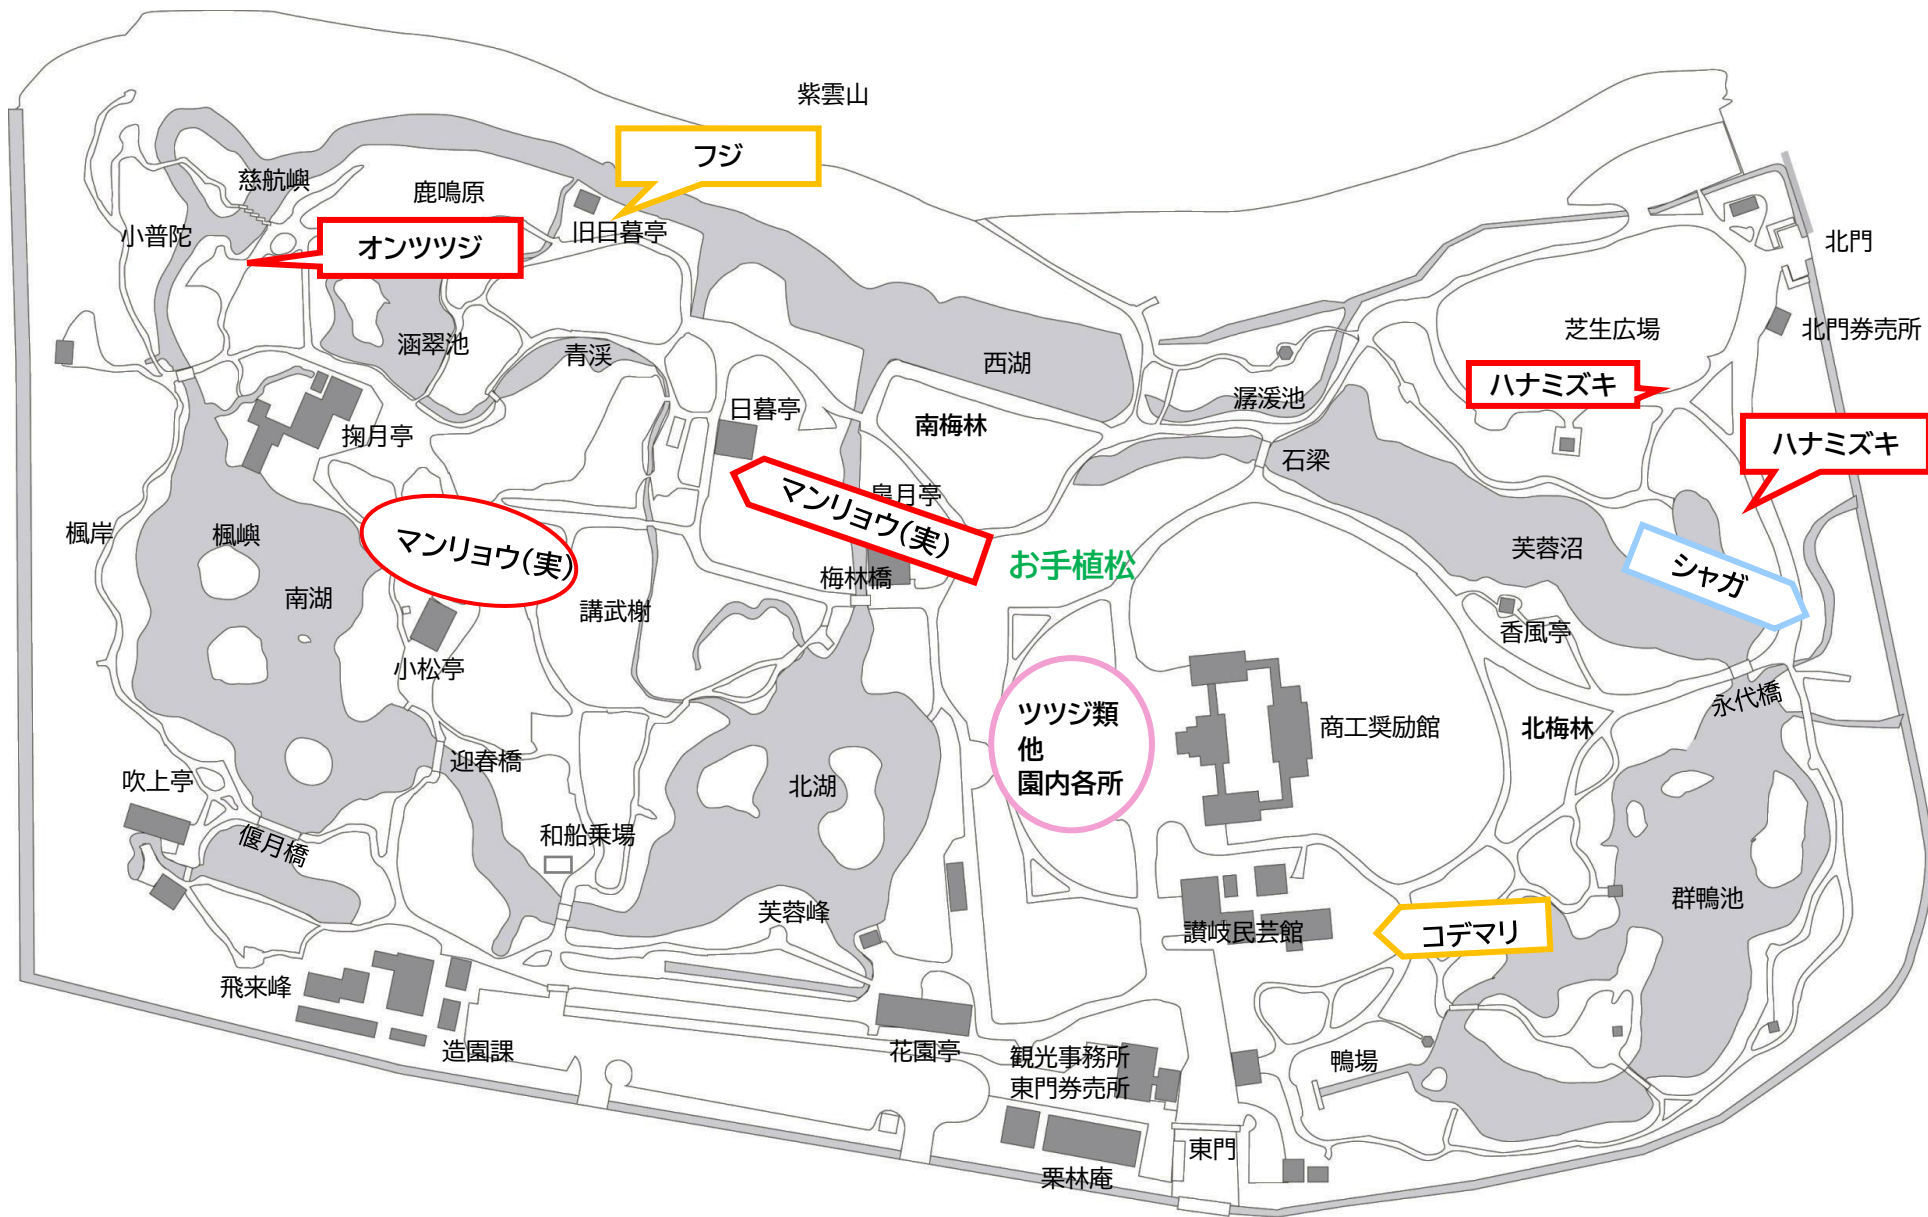 紫雲山
フジ
慈航嶼
鹿鳴原
小普陀
オンツツジ
旧日暮亭
北門
涵翠池
青渓
西湖
芝生広場
北門券売所
ハナミズキ
潺湲池
日暮亭
南梅林
掬月亭
石梁
ハナミズキ
皐月亭
マンリョウ(実)
マンリョウ(実)
楓岸
楓嶼
お手植松
芙蓉沼
シャガ
梅林橋
南湖
講武榭
香風亭
小松亭
永代橋
ツツジ類
他
園内各所
商工奨励館
北梅林
迎春橋
吹上亭
北湖
和船乗場
偃月橋
芙蓉峰
讃岐民芸館
コデマリ
群鴨池
飛来峰
造園課
花園亭
観光事務所
東門券売所
鴨場
東門
栗林庵